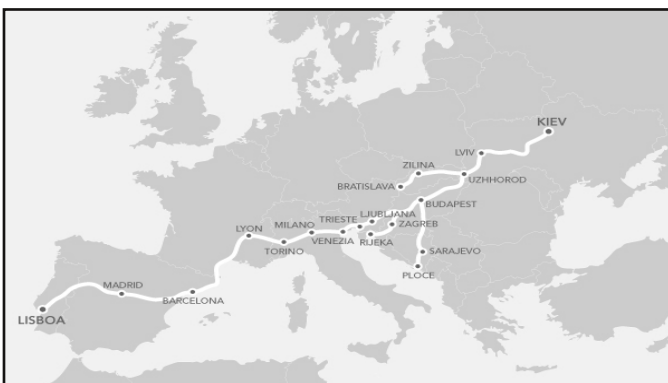 KIEV
LVIV
ZILINA
UZHHOROD
BRATISLAVA
BUDAPEST
LJUBLJANA
TRIESTE
ZAGREB
MILANO
LYON
VENEZIA
RIJEKA
TORINO
SARAJEVO
PLOCE
MADRID
BARCELONA
LISBOA